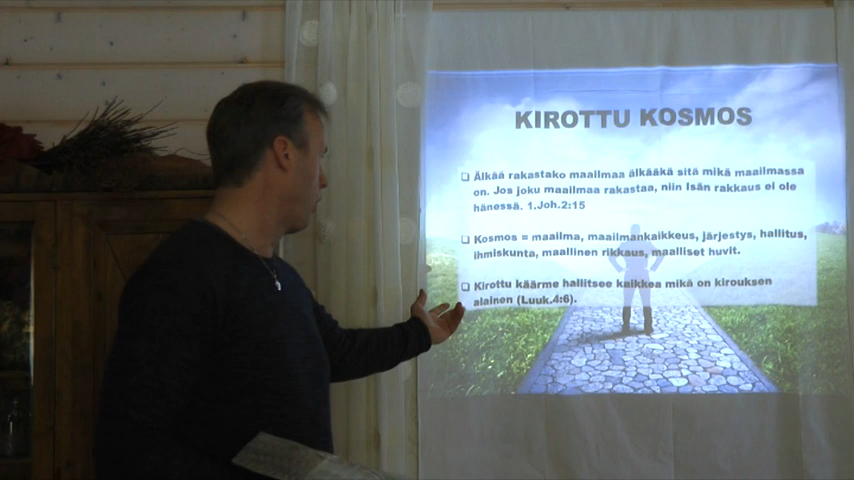 KIROTTU KOSMOS
❑ Älkää rakastako maailmaa älkääkä sitä mikä maailmassa
on. Jos joku maailmaa rakastaa, niin Isän rakkaus ei ole
hänessä. 1.Joh.2:15
❑ Kosmos = maailma, maailmankaikkeus, järjestys, hallitus,
ihmiskunta, maallinen rikkaus, maalliset huvit.
❑ Kirottu käärme hallitsee kaikkea mikä on kirouksen
alainen (Luuk.4:6).